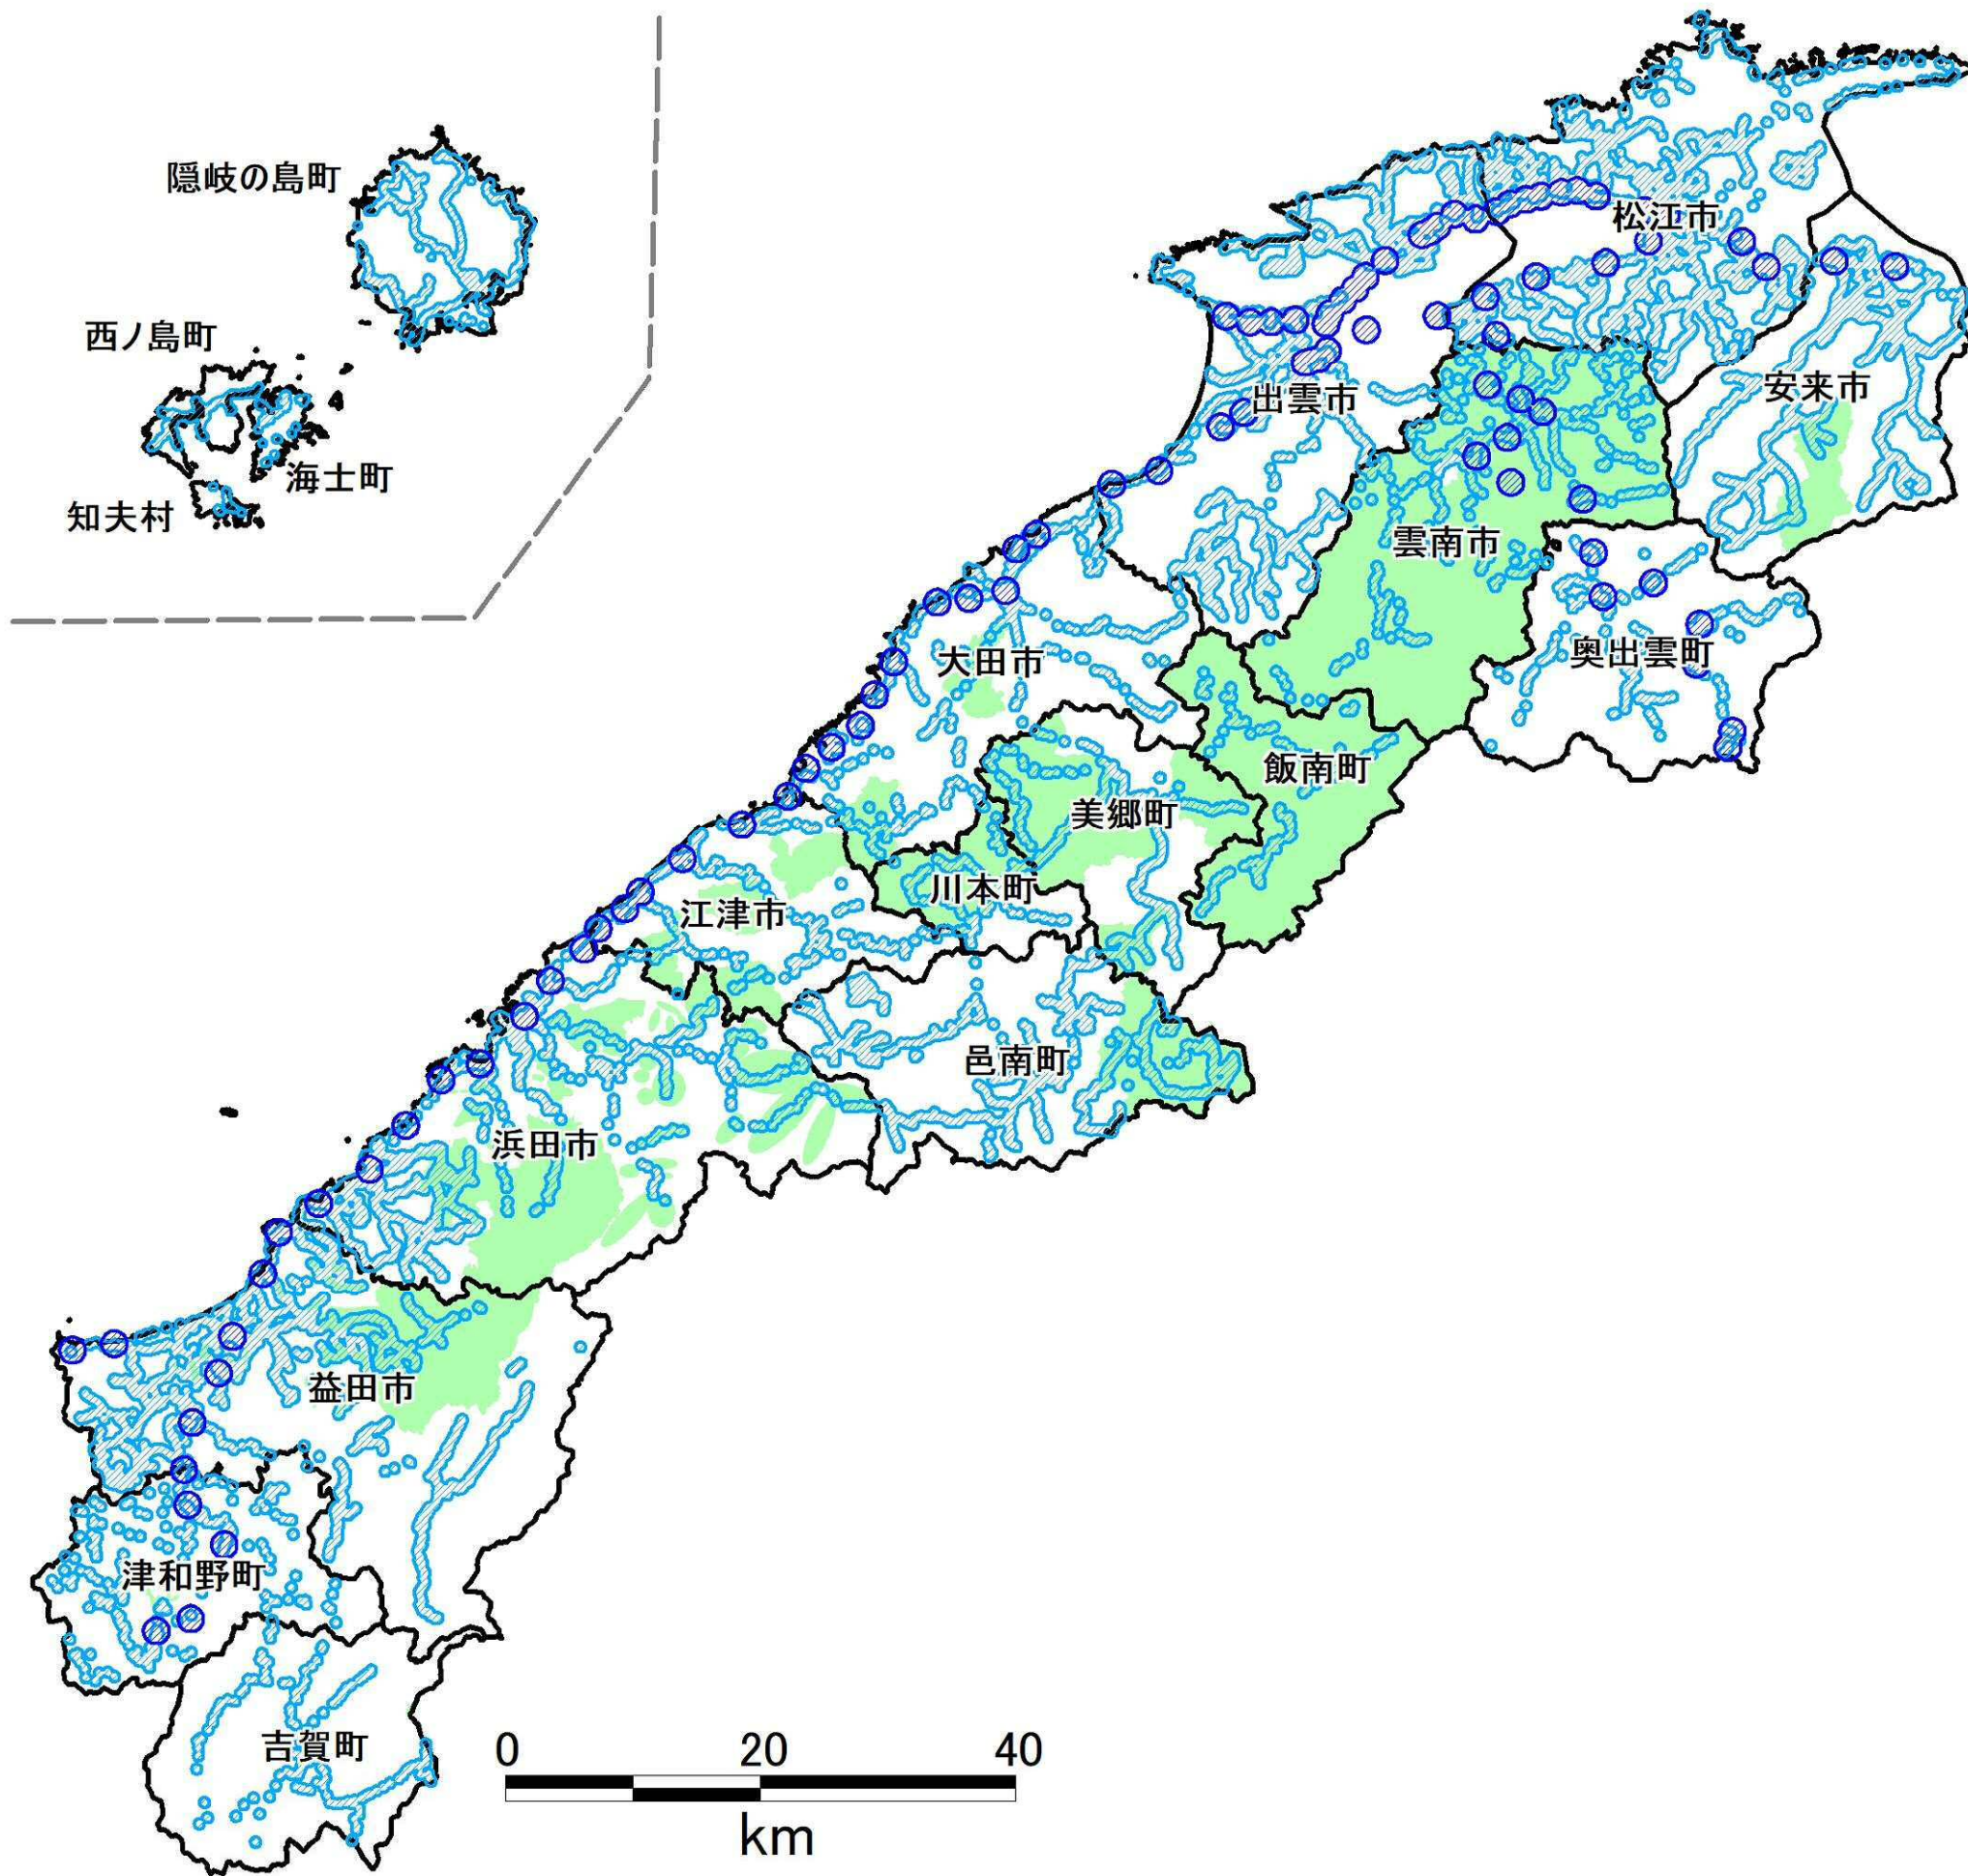 隠岐の島町
西ノ島町
海士町
知夫村
松江市
安来市
出雲市
雲南市
奥出雲町
大田市
飯南町
美郷町
川本町
江津市
邑南町
浜田市
益田市
津和野町
吉賀町
0 20 40
km